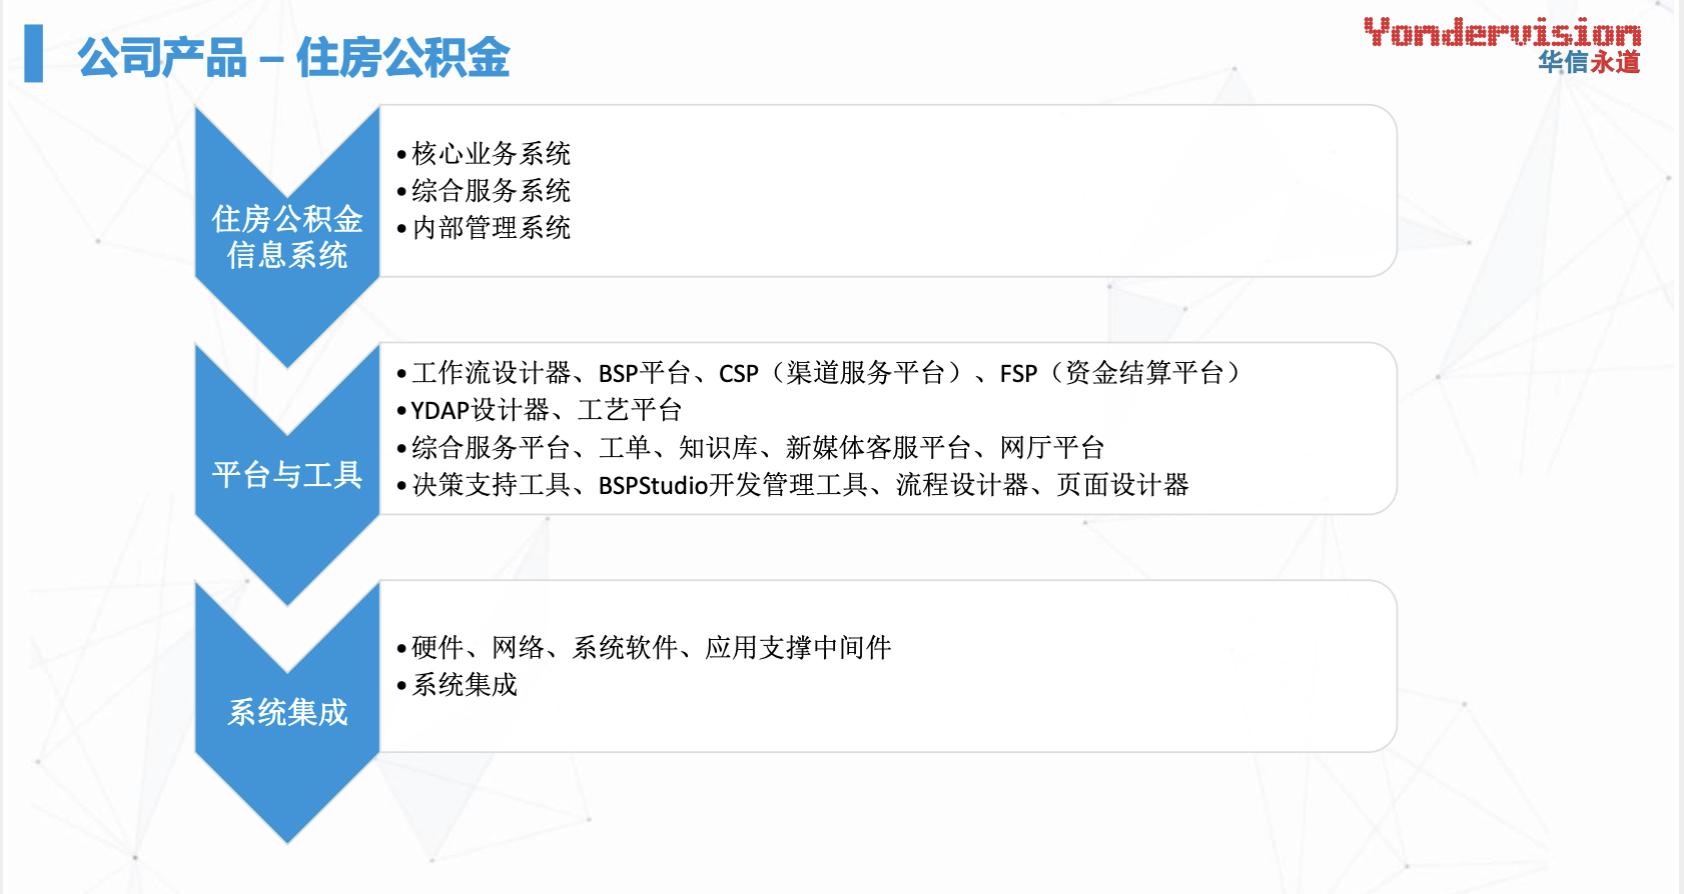 公司产品 – 住房公积金
Yondervision
华信永道
住房公积金
信息系统
•核心业务系统
•综合服务系统
•内部管理系统
平台与工具
•工作流设计器、BSP平台、CSP（渠道服务平台）、FSP（资金结算平台）
•YDAP设计器、工艺平台
•综合服务平台、工单、知识库、新媒体客服平台、网厅平台
•决策支持工具、BSPStudio开发管理工具、流程设计器、页面设计器
系统集成
•硬件、网络、系统软件、应用支撑中间件
•系统集成